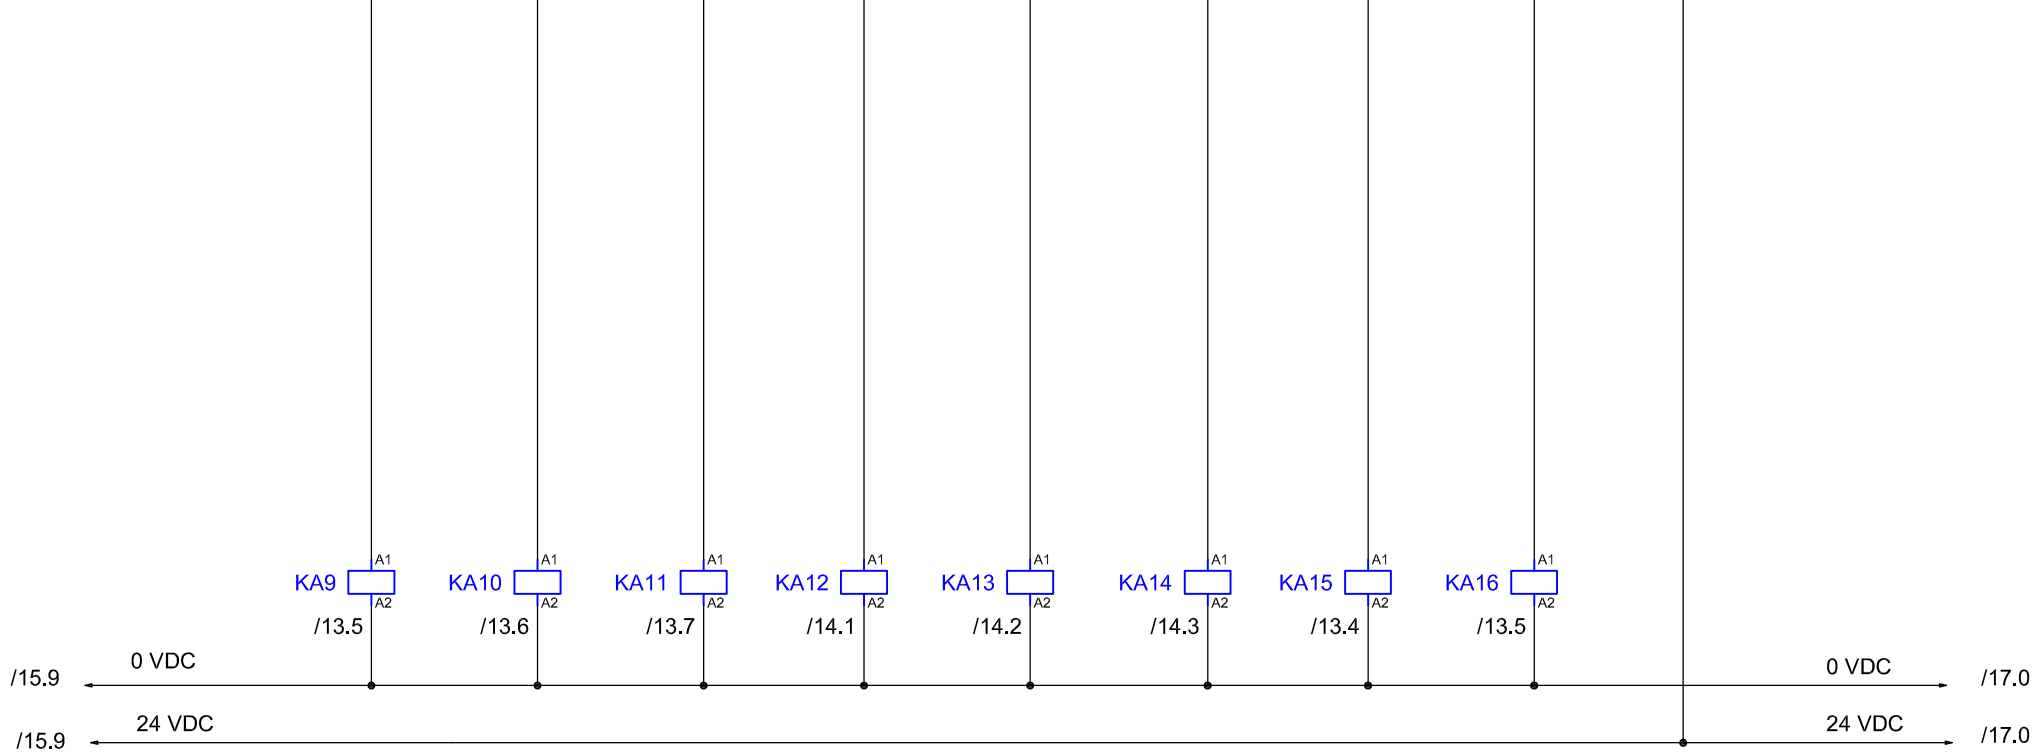 A1 A1 A1 A1 A1 A1 A1 A1
KA9 KA10 KA11 KA12 KA13 KA14 KA15 KA16
A2 A2 A2 A2 A2 A2 A2 A2
/13.5 /13.6 /13.7 /14.1 /14.2 /14.3 /13.4 /13.5
/15.9 0 VDC 0 VDC /17.0
/15.9 24 VDC 24 VDC /17.0